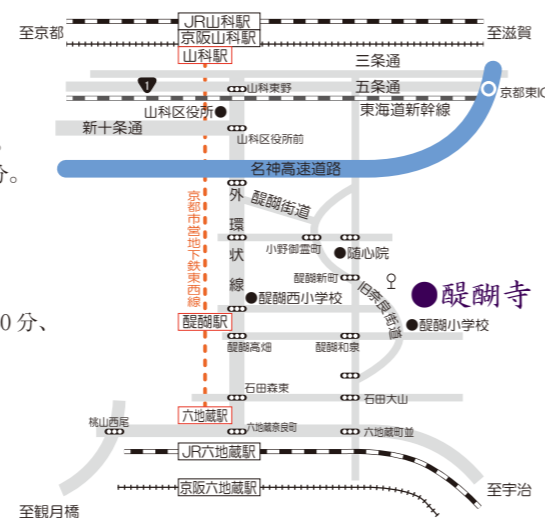 JR山科駅
京阪山科駅
山科駅
至京都
至滋賀
三条通
1
山科東野
五条通
京都東IC
山科区役所
東海道新幹線
新十条通
山科区役所前
分。
名神高速道路
京都市営地下鉄東西線
外環状線
醍醐街道
小野御霊町
随心院
醍醐新町
旧奈良街道
醍醐寺
醍醐西小学校
0分、
醍醐駅
醍醐小学校
醍醐高畑
醍醐和泉
石田森東
石田大山
六地蔵駅
桃山西尾
六地蔵奈良町
六地蔵町並
JR六地蔵駅
京阪六地蔵駅
至宇治
至観月橋